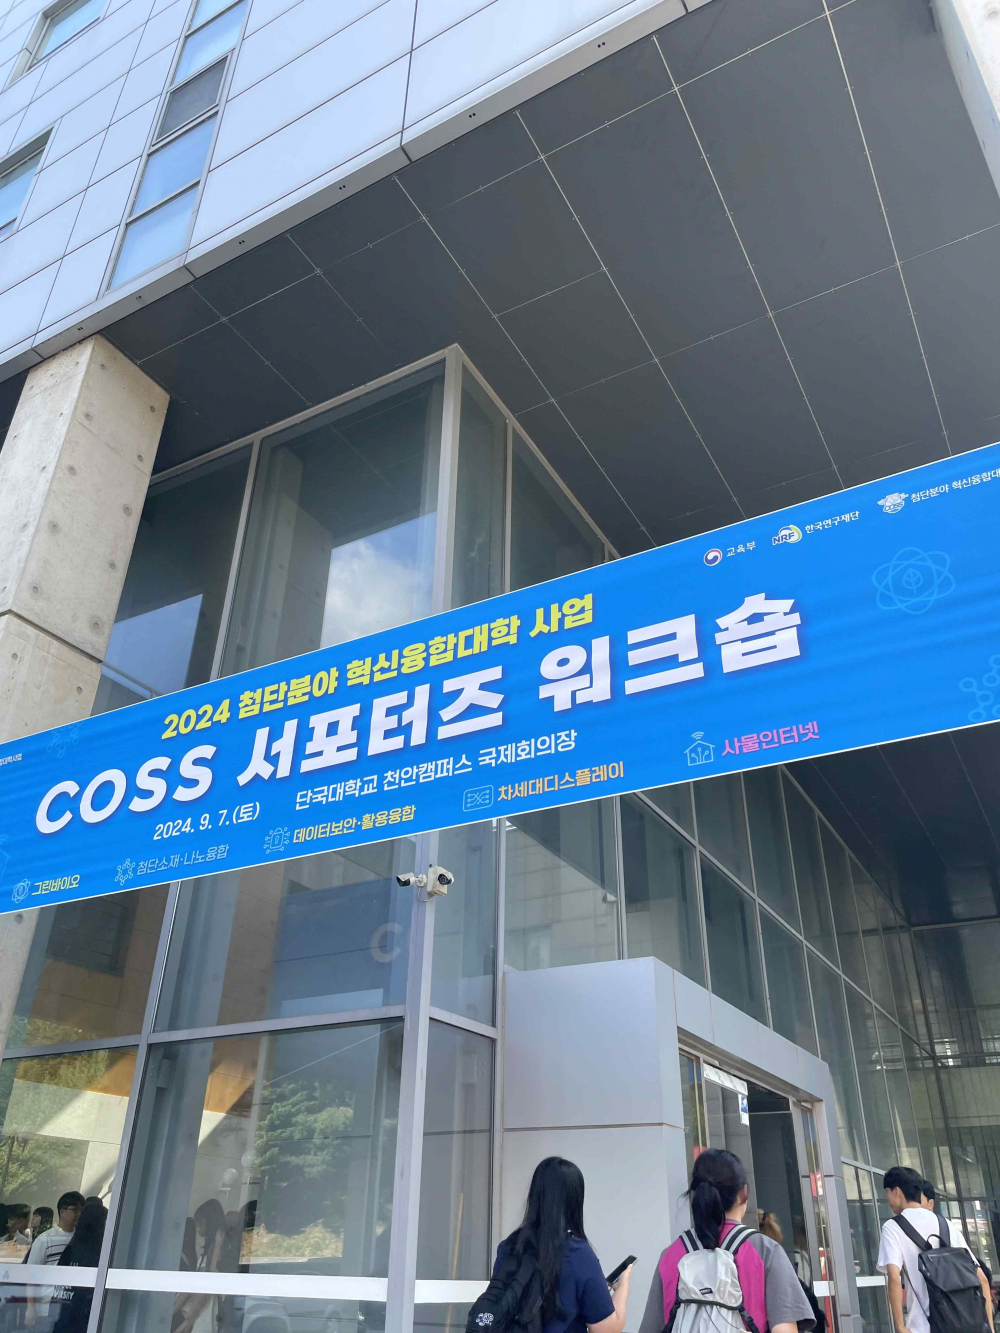 교육부
NRF 한국연구재단
COSS 첨단분야 혁신융합대
2024 첨단분야 혁신융합대학 사업
COSS 서포터즈 워크숍
2024. 9. 7.(토) 단국대학교 천안캠퍼스 국제회의장
그린바이오
첨단소재·나노융합
데이터보안·활용융합
차세대디스플레이
사물인터넷